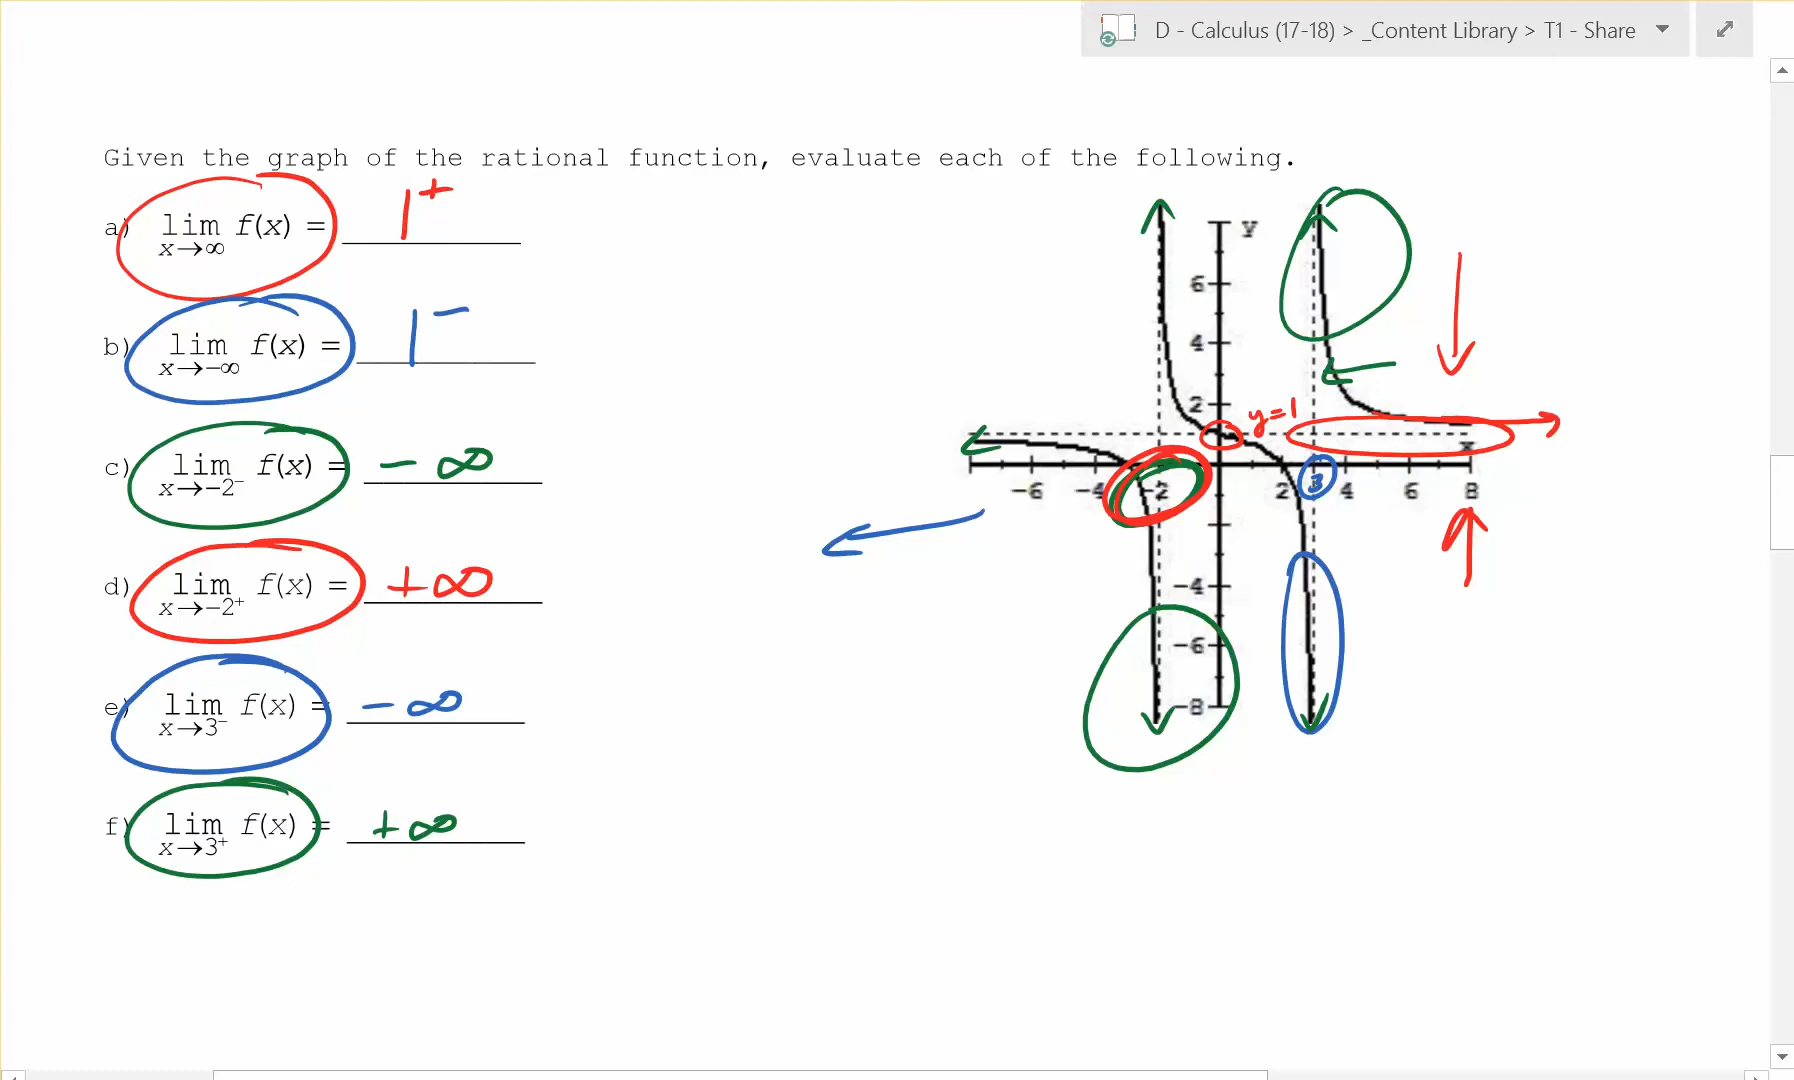 D - Calculus (17-18) > _Content Library > T1 - Share
Given the graph of the rational function, evaluate each of the following.
a) lim x→∞ f(x) = 1⁺
b) lim x→-∞ f(x) = 1⁻
c) lim x→-2⁻ f(x) = -∞
d) lim x→-2⁺ f(x) = +∞
e) lim x→3⁻ f(x) = -∞
f) lim x→3⁺ f(x) = +∞
y
6
4
2
y=1
x
-6 -4 -2 2 3 4 6 8
-4
-6
-8